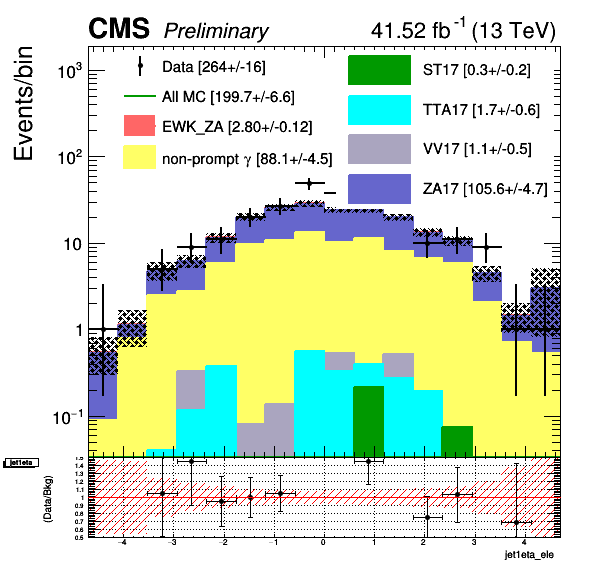 CMS Preliminary 41.52 fb⁻¹ (13 TeV)
Events/bin
10³
10²
10
1
10⁻¹
Data [264+/-16]
All MC [199.7+/-6.6]
EWK_ZA [2.80+/-0.12]
non-prompt γ [88.1+/-4.5]
ST17 [0.3+/-0.2]
TTA17 [1.7+/-0.6]
VV17 [1.1+/-0.5]
ZA17 [105.6+/-4.7]
jet1eta
(Data/Bkg)
1.5
1.4
1.3
1.2
1.1
1
0.9
0.8
0.7
0.6
0.5
−4 −3 −2 −1 0 1 2 3 4
jet1eta_ele